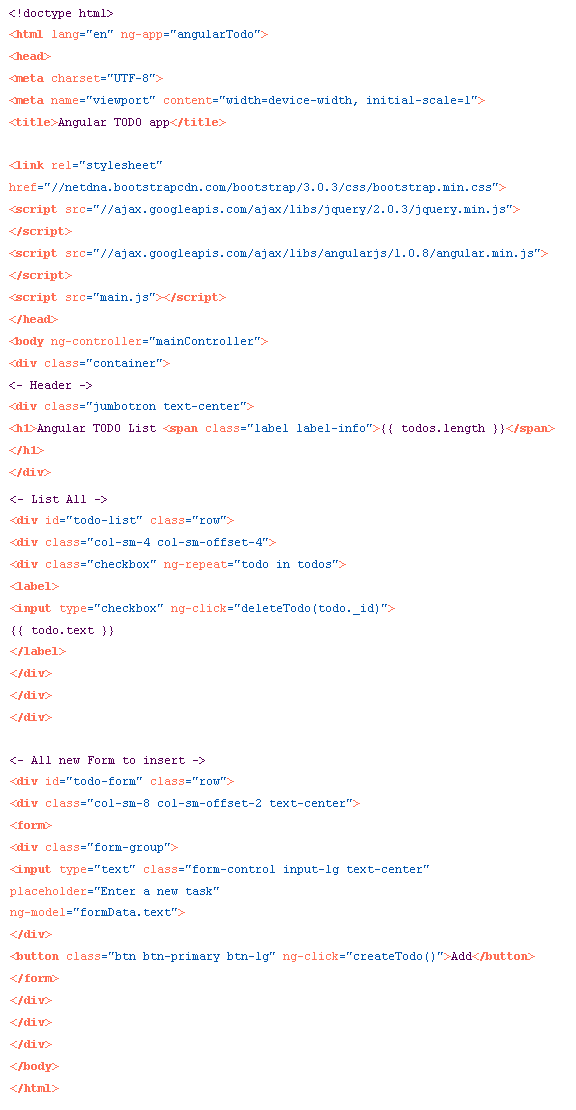 <!doctype html>
<html lang="en" ng-app="angularTodo">
<head>
<meta charset="UTF-8">
<meta name="viewport" content="width=device-width, initial-scale=1">
<title>Angular TODO app</title>
<link rel="stylesheet"
href="//netdna.bootstrapcdn.com/bootstrap/3.0.3/css/bootstrap.min.css">
<script src="//ajax.googleapis.com/ajax/libs/jquery/2.0.3/jquery.min.js">
</script>
<script src="//ajax.googleapis.com/ajax/libs/angularjs/1.0.8/angular.min.js">
</script>
<script src="main.js"></script>
</head>
<body ng-controller="mainController">
<div class="container">
<- Header ->
<div class="jumbotron text-center">
<h1>Angular TODO List <span class="label label-info">{{ todos.length }}</span>
</h1>
</div>
<- List All ->
<div id="todo-list" class="row">
<div class="col-sm-4 col-sm-offset-4">
<div class="checkbox" ng-repeat="todo in todos">
<label>
<input type="checkbox" ng-click="deleteTodo(todo._id)">
{{ todo.text }}
</label>
</div>
</div>
</div>
<- All new Form to insert ->
<div id="todo-form" class="row">
<div class="col-sm-8 col-sm-offset-2 text-center">
<form>
<div class="form-group">
<input type="text" class="form-control input-lg text-center"
placeholder="Enter a new task"
ng-model="formData.text">
</div>
<button class="btn btn-primary btn-lg" ng-click="createTodo()">Add</button>
</form>
</div>
</div>
</div>
</body>
</html>